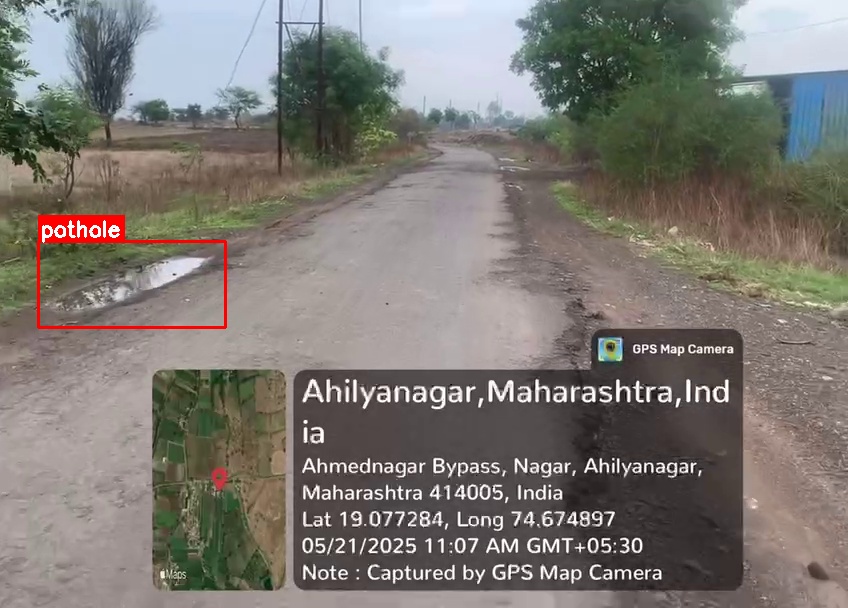 pothole
GPS Map Camera
Ahilyanagar,Maharashtra,Ind
ia
Ahmednagar Bypass, Nagar, Ahilyanagar,
Maharashtra 414005, India
Lat 19.077284, Long 74.674897
05/21/2025 11:07 AM GMT+05:30
Note : Captured by GPS Map Camera
Maps